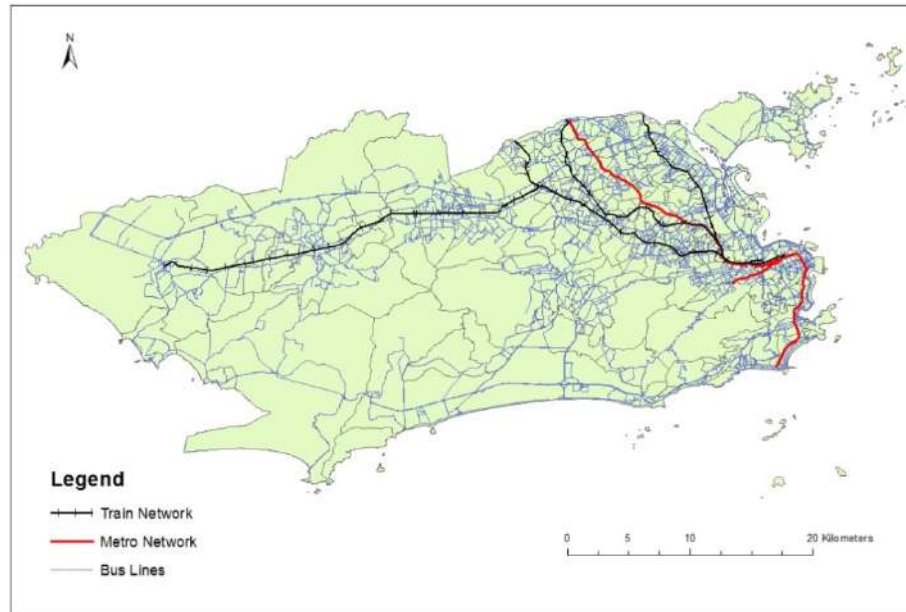 N
Legend
Train Network
Metro Network
Bus Lines
0 5 10 20 Kilometers